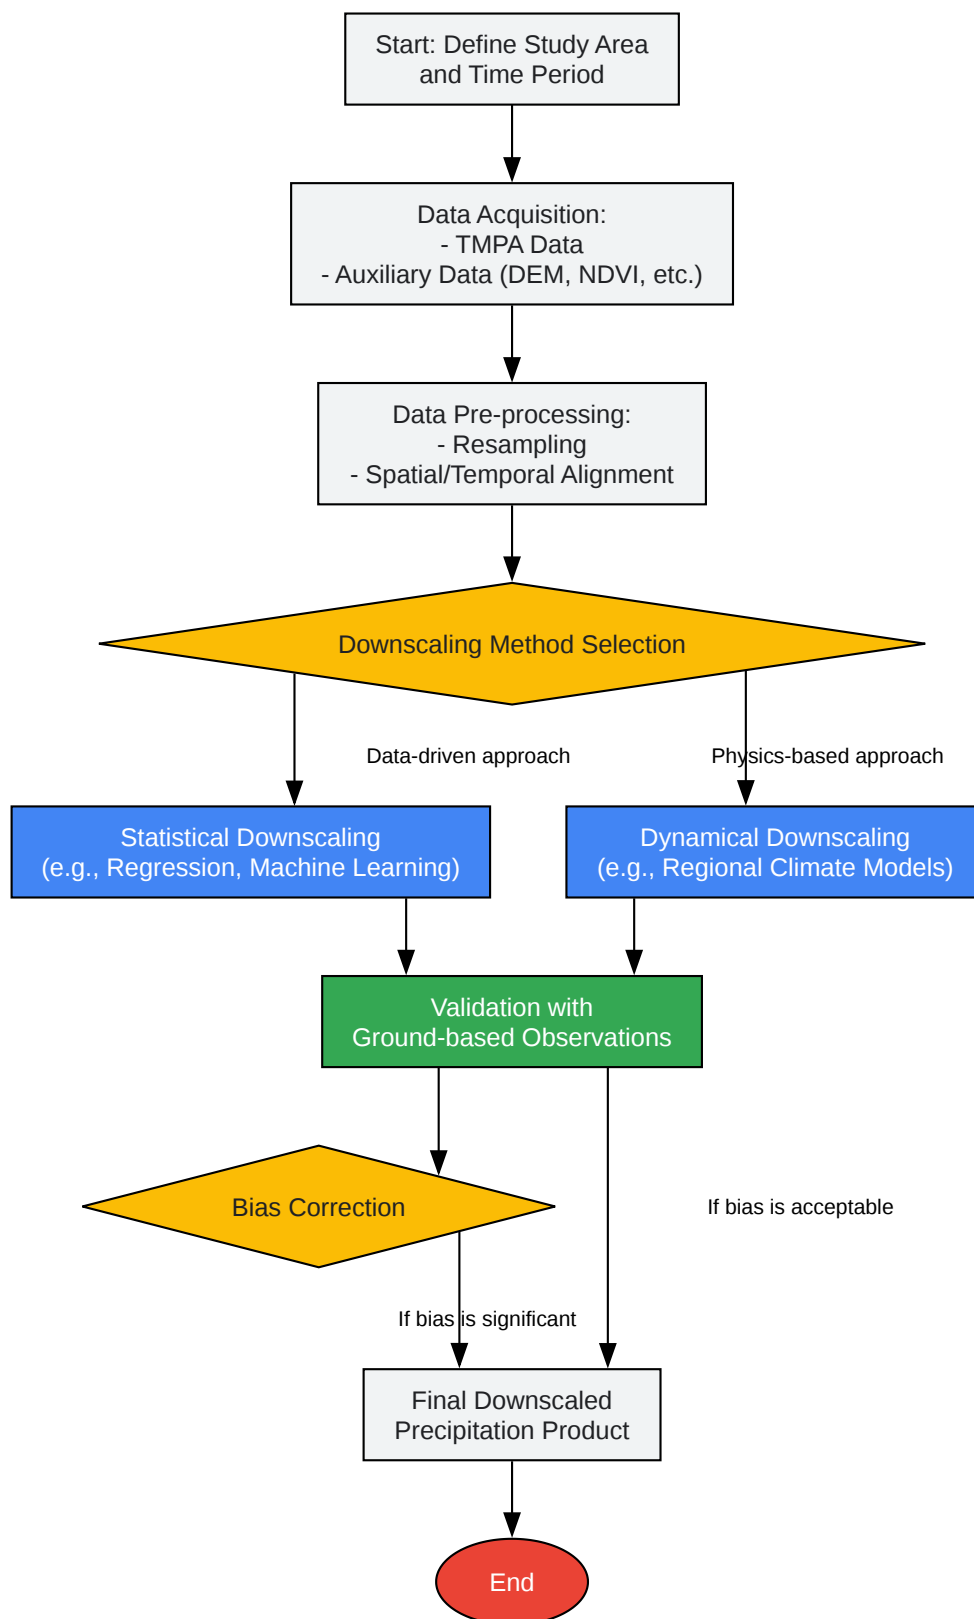 Start: Define Study Area
and Time Period
Data Acquisition:
- TMPA Data
- Auxiliary Data (DEM, NDVI, etc.)
Data Pre-processing:
- Resampling
- Spatial/Temporal Alignment
Downscaling Method Selection
Data-driven approach
Physics-based approach
Statistical Downscaling
(e.g., Regression, Machine Learning)
Dynamical Downscaling
(e.g., Regional Climate Models)
Validation with
Ground-based Observations
Bias Correction
If bias is acceptable
If bias is significant
Final Downscaled
Precipitation Product
End